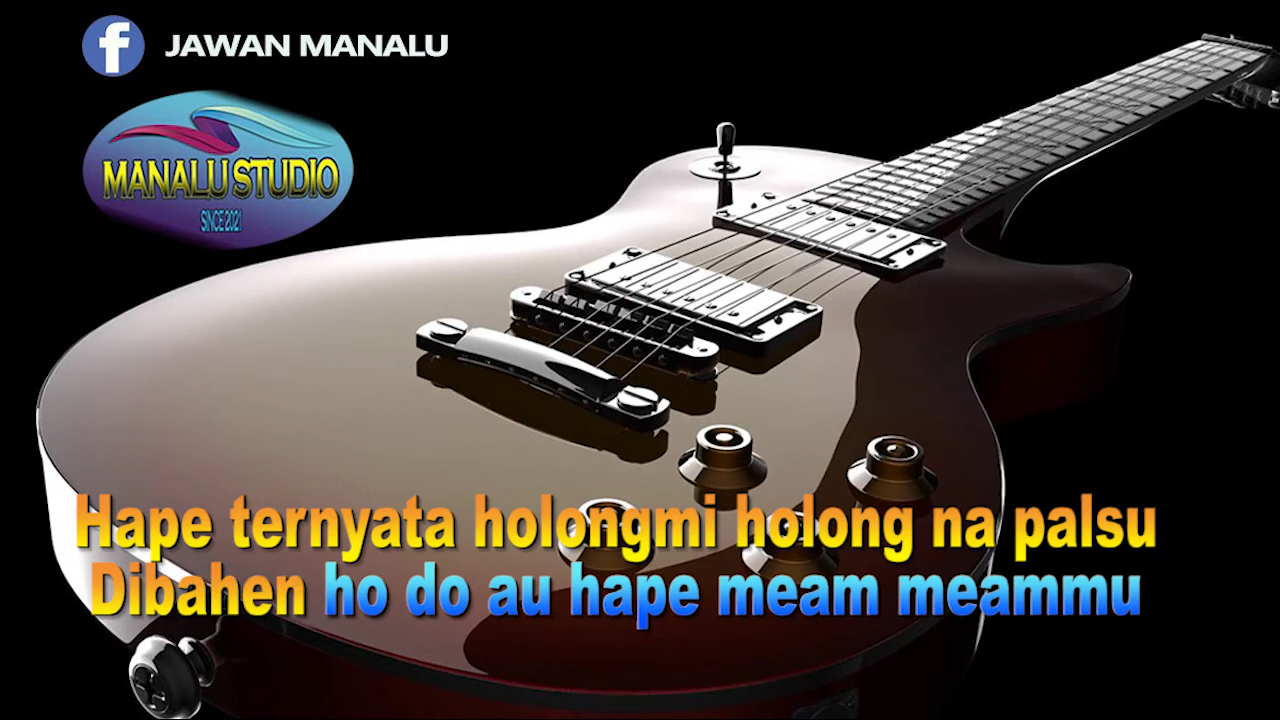 JAWAN MANALU
MANALU STUDIO
SINCE 2021
Hape ternyata holongmi holong na palsu
Dibahen ho do au hape meam meammu